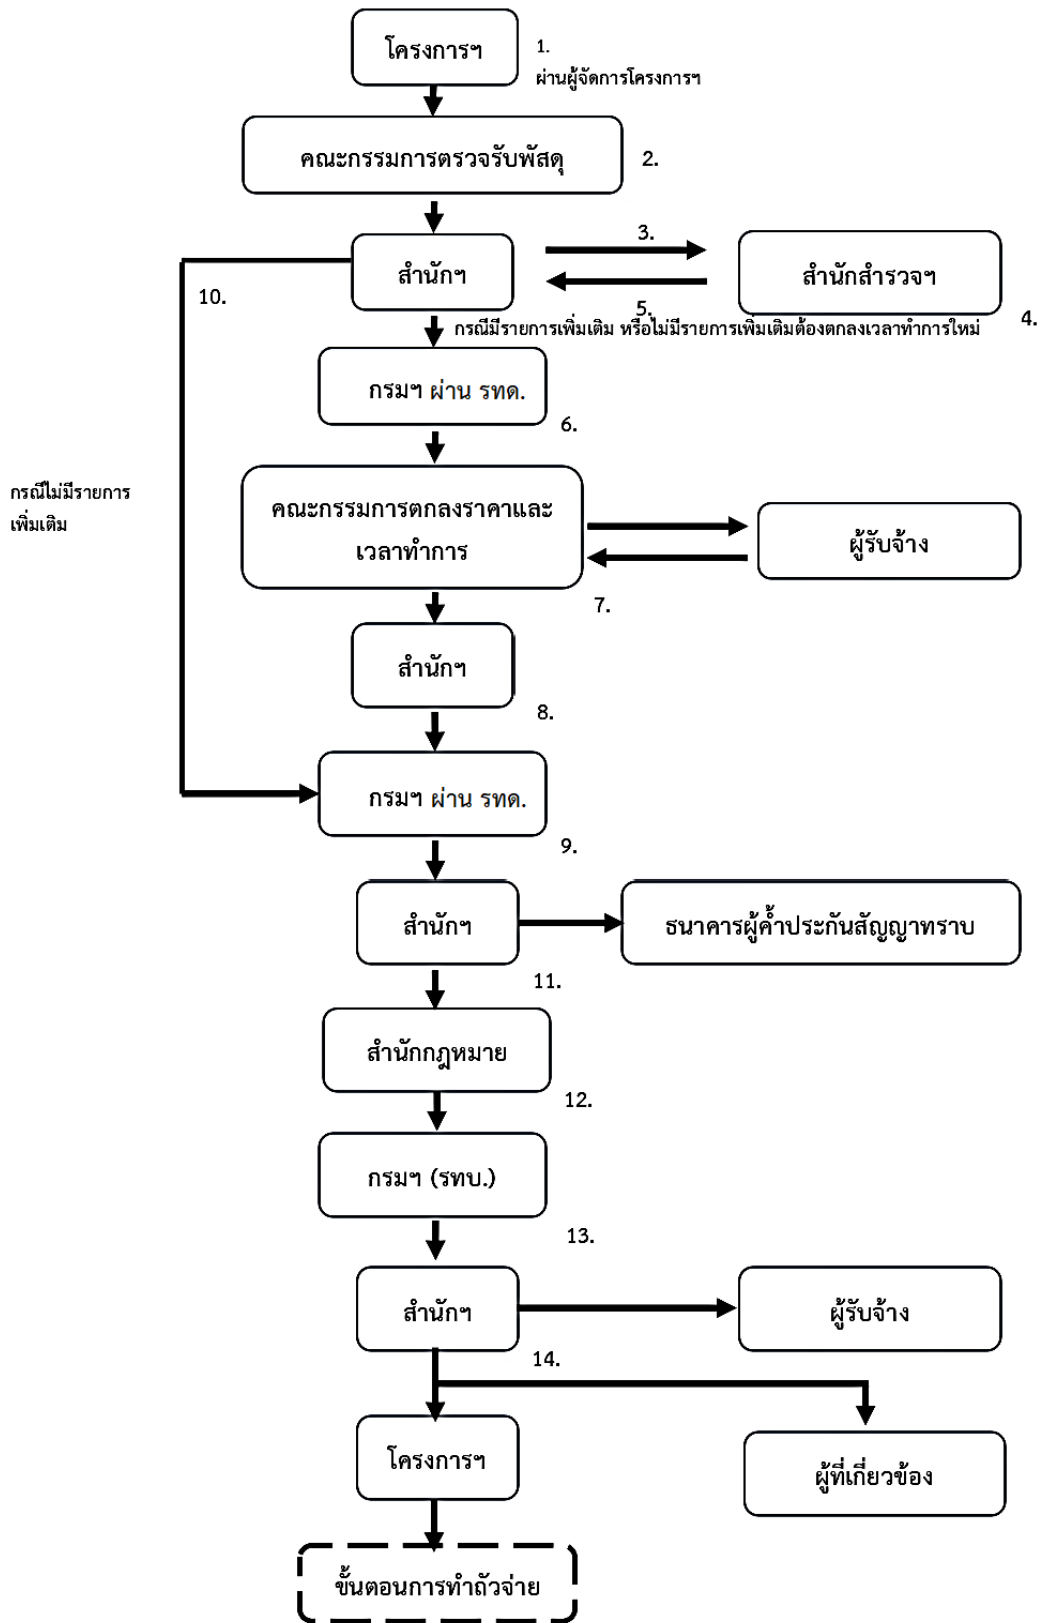 โครงการฯ
1.
ผ่านผู้จัดการโครงการฯ
คณะกรรมการตรวจรับพัสดุ
2.
สำนักฯ
3.
สำนักสำรวจฯ
10.
5.
4.
กรณีมีรายการเพิ่มเติม หรือไม่มีรายการเพิ่มเติมต้องตกลงเวลาทำการใหม่
กรมฯ ผ่าน รทด.
6.
กรณีไม่มีรายการ
เพิ่มเติม
คณะกรรมการตกลงราคาและ
เวลาทำการ
ผู้รับจ้าง
7.
สำนักฯ
8.
กรมฯ ผ่าน รทด.
9.
สำนักฯ
ธนาคารผู้ค้ำประกันสัญญาทราบ
11.
สำนักกฎหมาย
12.
กรมฯ (รทบ.)
13.
สำนักฯ
ผู้รับจ้าง
14.
โครงการฯ
ผู้ที่เกี่ยวข้อง
ขั้นตอนการทำถัวจ่าย